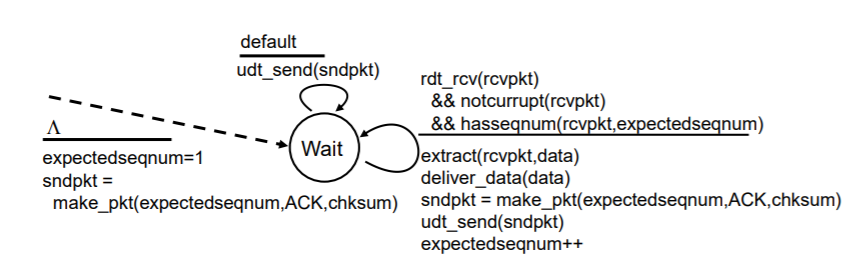 default
udt_send(sndpkt)
rdt_rcv(rcvpkt)
&& notcurrupt(rcvpkt)
&& hasseqnum(rcvpkt,expectedseqnum)
Λ
Wait
expectedseqnum=1
sndpkt =
make_pkt(expectedseqnum,ACK,chksum)
extract(rcvpkt,data)
deliver_data(data)
sndpkt = make_pkt(expectedseqnum,ACK,chksum)
udt_send(sndpkt)
expectedseqnum++